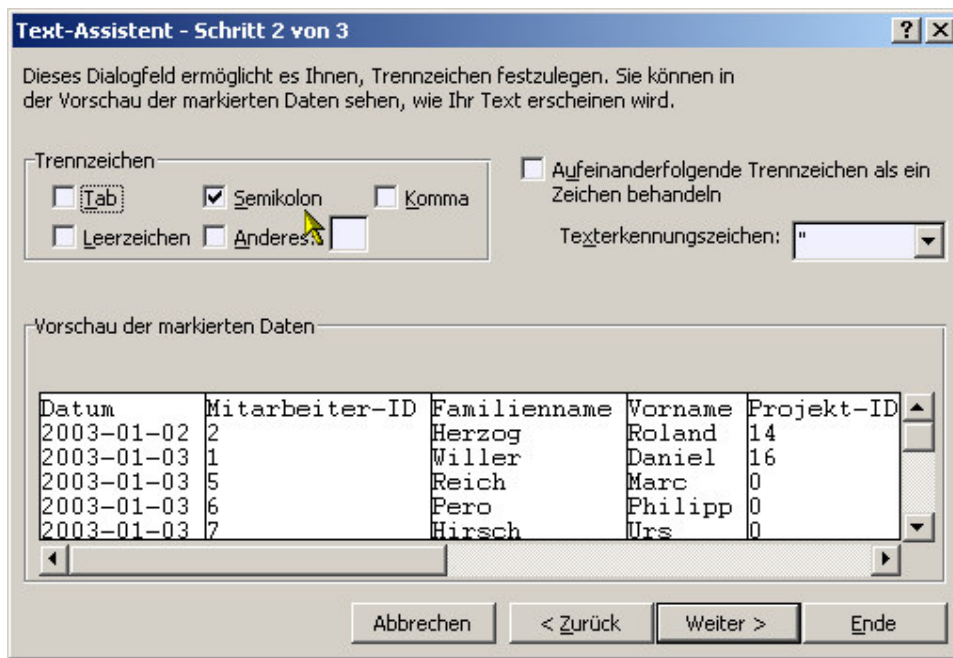 Text-Assistent - Schritt 2 von 3
Dieses Dialogfeld ermöglicht es Ihnen, Trennzeichen festzulegen. Sie können in
der Vorschau der markierten Daten sehen, wie Ihr Text erscheinen wird.
Trennzeichen
Tab Semikolon Komma
Leerzeichen Anderes:
Aufeinanderfolgende Trennzeichen als ein
Zeichen behandeln
Texterkennungszeichen: "
Vorschau der markierten Daten
Datum Mitarbeiter-ID Familienname Vorname Projekt-ID
2003-01-02 2 Herzog Roland 14
2003-01-03 1 Willer Daniel 16
2003-01-03 5 Reich Marc 0
2003-01-03 6 Pero Philipp 0
2003-01-03 7 Hirsch Urs 0
Abbrechen < Zurück Weiter > Ende